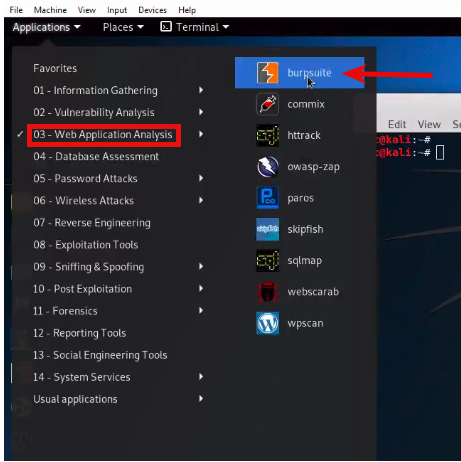 File Machine View Input Devices Help
Applications Places Terminal
Favorites
01 - Information Gathering
02 - Vulnerability Analysis
✓ 03 - Web Application Analysis
04 - Database Assessment
05 - Password Attacks
06 - Wireless Attacks
07 - Reverse Engineering
08 - Exploitation Tools
09 - Sniffing & Spoofing
10 - Post Exploitation
11 - Forensics
12 - Reporting Tools
13 - Social Engineering Tools
14 - System Services
Usual applications
burpsuite
commix
httrack
owasp-zap
paros
skipfish
sqlmap
webscarab
wpscan
Edit View
@kali:~#
@kali:~#